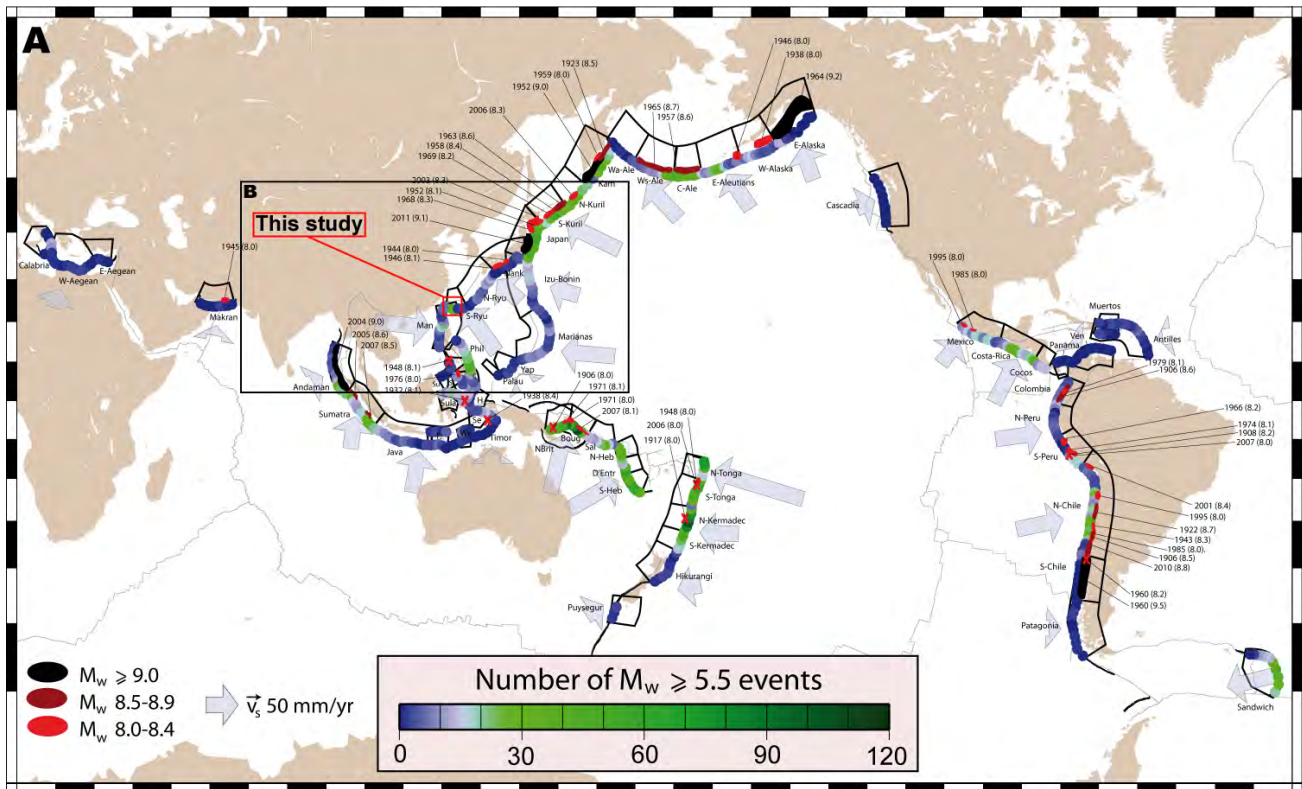 A
1946 (8.0)
1938 (8.0)
1964 (9.2)
1923 (8.5)
1959 (8.0)
1952 (9.0)
2006 (8.3)
1965 (8.7)
1957 (8.6)
1963 (8.6)
1958 (8.4)
1969 (8.2)
2003 (8.3)
1952 (8.1)
1968 (8.3)
2011 (9.1)
1944 (8.0)
1946 (8.1)
B
This study
Kam
Wa-Ale
Ws-Ale
C-Ale
E-Aleutians
W-Alaska
E-Alaska
N-Kuril
S-Kuril
Japan
Nank
Izu-Bonin
N-Ryu
S-Ryu
Marianas
Man
Phil
Yap
Palau
Cascadia
Calabria
W-Aegean
E-Aegean
1945 (8.0)
Makran
2004 (9.0)
2005 (8.6)
2007 (8.5)
Andaman
Sumatra
Java
Timor
1948 (8.1)
1976 (8.0)
1932 (8.1)
Sula
H.
Se
1938 (8.4)
1906 (8.0)
1971 (8.1)
1971 (8.0)
2007 (8.1)
NBrit
Boug
Sal
N-Heb
D'Entr
S-Heb
1948 (8.0)
2006 (8.0)
1917 (8.0)
N-Tonga
S-Tonga
N-Kermadec
S-Kermadec
Hikurangi
Puysegur
1995 (8.0)
1985 (8.0)
Mexico
Costa-Rica
Cocos
Muertos
Ven
Panama
Antilles
1979 (8.1)
1906 (8.6)
Colombia
N-Peru
S-Peru
1966 (8.2)
1974 (8.1)
1908 (8.2)
2007 (8.0)
N-Chile
2001 (8.4)
1995 (8.0)
1922 (8.7)
1943 (8.3)
1985 (8.0).
1906 (8.5)
2010 (8.8)
S-Chile
1960 (8.2)
1960 (9.5)
Patagonia
Sandwich
Mw ⩾ 9.0
Mw 8.5-8.9
Mw 8.0-8.4
vs 50 mm/yr
Number of Mw ⩾ 5.5 events
0 30 60 90 120